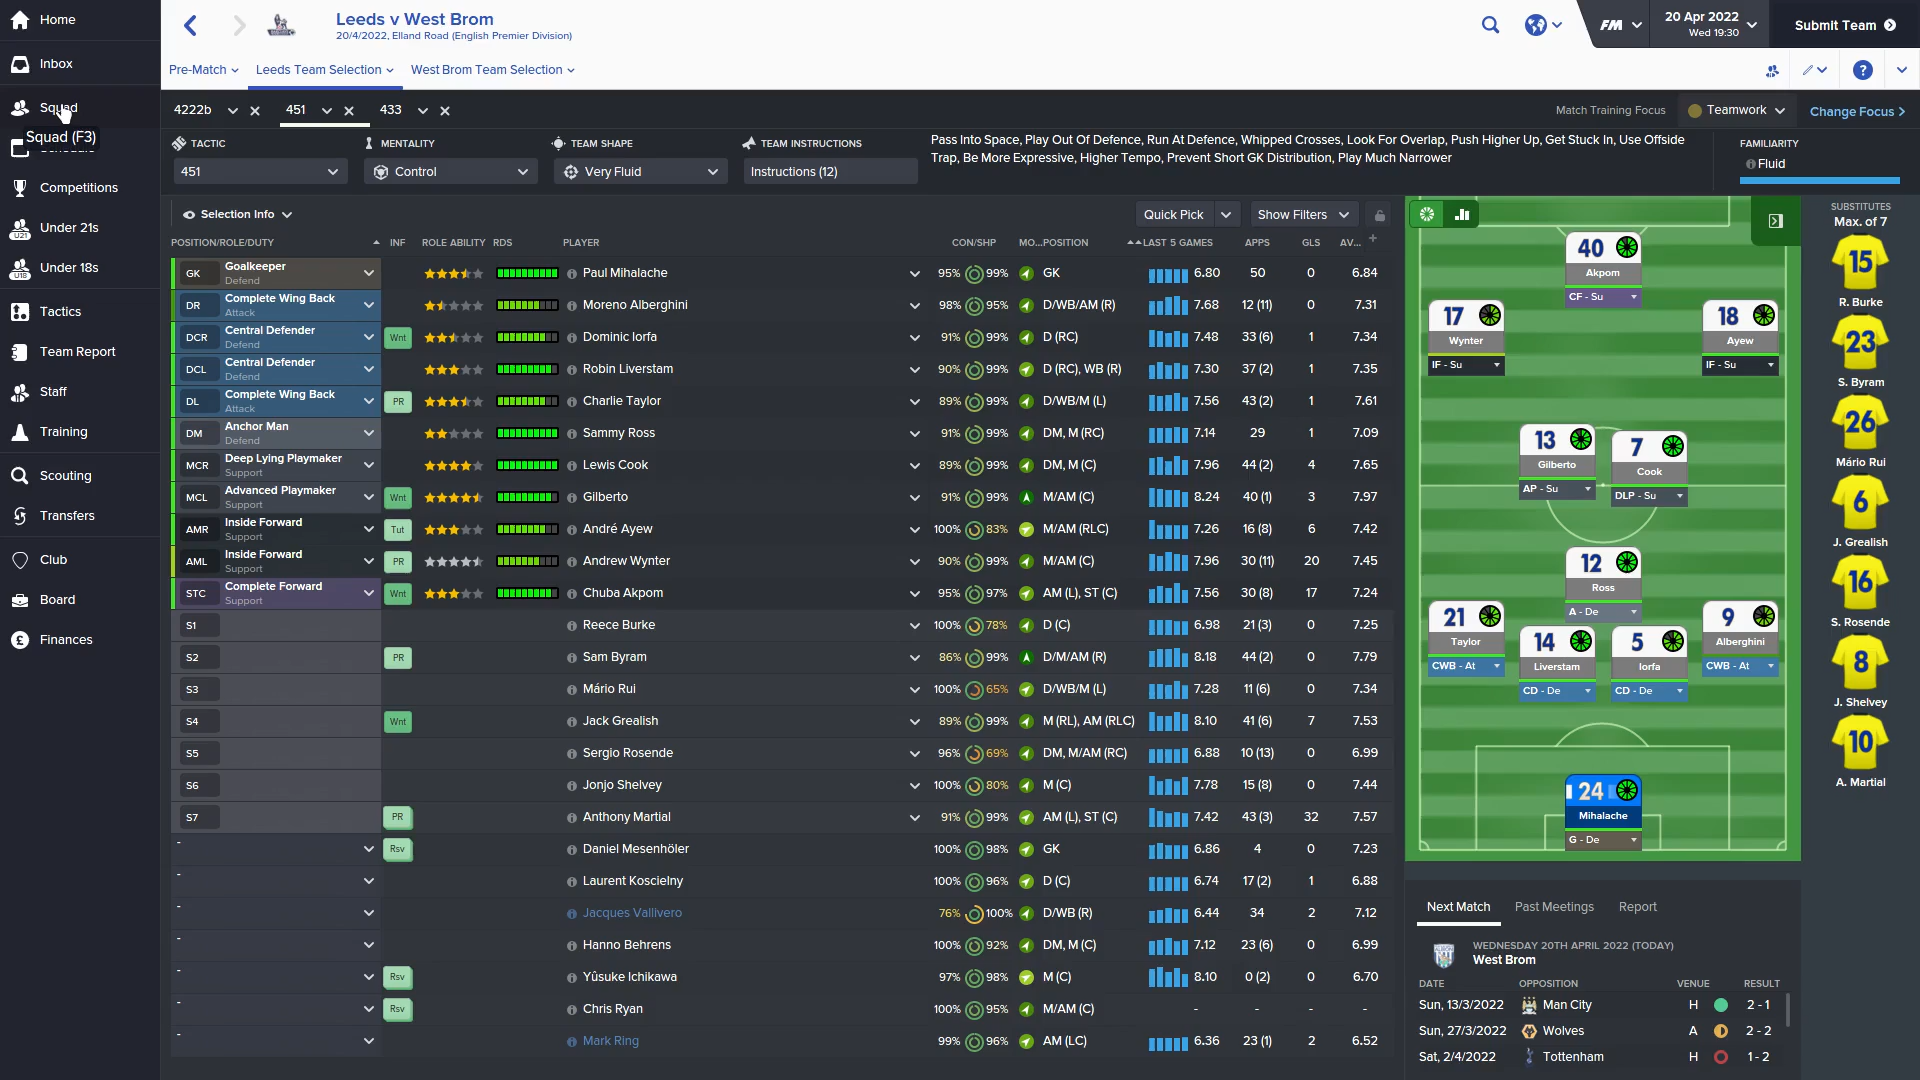 Home
Inbox
Squad
Squad (F3)
Competitions
Under 21s
Under 18s
Tactics
Team Report
Staff
Training
Scouting
Transfers
Club
Board
Finances
Leeds v West Brom
20/4/2022, Elland Road (English Premier Division)
FM
20 Apr 2022
Wed 19:30
Submit Team
Pre-Match
Leeds Team Selection
West Brom Team Selection
4222b
451
433
Match Training Focus
Teamwork
Change Focus >
TACTIC
451
MENTALITY
Control
TEAM SHAPE
Very Fluid
TEAM INSTRUCTIONS
Instructions (12)
Pass Into Space, Play Out Of Defence, Run At Defence, Whipped Crosses, Look For Overlap, Push Higher Up, Get Stuck In, Use Offside
Trap, Be More Expressive, Higher Tempo, Prevent Short GK Distribution, Play Much Narrower
FAMILIARITY
Fluid
Selection Info
Quick Pick
Show Filters
POSITION/ROLE/DUTY INF ROLE ABILITY RDS PLAYER CON/SHP MO... POSITION LAST 5 GAMES APPS GLS AV...
GK Goalkeeper Defend Paul Mihalache 95% 99% GK 6.80 50 0 6.84
DR Complete Wing Back Attack Moreno Alberghini 98% 95% D/WB/AM (R) 7.68 12 (11) 0 7.31
DCR Central Defender Defend Wnt Dominic Iorfa 91% 99% D (RC) 7.48 33 (6) 1 7.34
DCL Central Defender Defend Robin Liverstam 90% 99% D (RC), WB (R) 7.30 37 (2) 1 7.35
DL Complete Wing Back Attack PR Charlie Taylor 89% 99% D/WB/M (L) 7.56 43 (2) 1 7.61
DM Anchor Man Defend Sammy Ross 91% 99% DM, M (RC) 7.14 29 1 7.09
MCR Deep Lying Playmaker Support Lewis Cook 89% 99% DM, M (C) 7.96 44 (2) 4 7.65
MCL Advanced Playmaker Support Wnt Gilberto 91% 99% M/AM (C) 8.24 40 (1) 3 7.97
AMR Inside Forward Support Tut André Ayew 100% 83% M/AM (RLC) 7.26 16 (8) 6 7.42
AML Inside Forward Support PR Andrew Wynter 90% 99% M/AM (C) 7.96 30 (11) 20 7.45
STC Complete Forward Support Wnt Chuba Akpom 95% 97% AM (L), ST (C) 7.56 30 (8) 17 7.24
S1 Reece Burke 100% 78% D (C) 6.98 21 (3) 0 7.25
S2 PR Sam Byram 86% 99% D/M/AM (R) 8.18 44 (2) 0 7.79
S3 Mário Rui 100% 65% D/WB/M (L) 7.28 11 (6) 0 7.34
S4 Wnt Jack Grealish 89% 99% M (RL), AM (RLC) 8.10 41 (6) 7 7.53
S5 Sergio Rosende 96% 69% DM, M/AM (RC) 6.88 10 (13) 0 6.99
S6 Jonjo Shelvey 100% 80% M (C) 7.78 15 (8) 0 7.44
S7 PR Anthony Martial 91% 99% AM (L), ST (C) 7.42 43 (3) 32 7.57
- Rsv Daniel Mesenhöler 100% 98% GK 6.86 4 0 7.23
- Laurent Koscielny 100% 96% D (C) 6.74 17 (2) 1 6.88
- Jacques Vallivero 76% 100% D/WB (R) 6.44 34 2 7.12
- Hanno Behrens 100% 92% DM, M (C) 7.12 23 (6) 0 6.99
- Rsv Yûsuke Ichikawa 97% 98% M (C) 8.10 0 (2) 0 6.70
- Rsv Chris Ryan 100% 95% M/AM (C) - - - -
- Mark Ring 99% 96% AM (LC) 6.36 23 (1) 2 6.52
40
Akpom
CF - Su
17
Wynter
IF - Su
18
Ayew
IF - Su
13
Gilberto
AP - Su
7
Cook
DLP - Su
12
Ross
A - De
21
Taylor
CWB - At
14
Liverstam
CD - De
5
Iorfa
CD - De
9
Alberghini
CWB - At
24
Mihalache
G - De
SUBSTITUTES
Max. of 7
15
R. Burke
23
S. Byram
26
Mário Rui
6
J. Grealish
16
S. Rosende
8
J. Shelvey
10
A. Martial
Next Match
Past Meetings
Report
WEDNESDAY 20TH APRIL 2022 (TODAY)
West Brom
DATE OPPOSITION VENUE RESULT
Sun, 13/3/2022 Man City H 2 - 1
Sun, 27/3/2022 Wolves A 2 - 2
Sat, 2/4/2022 Tottenham H 1 - 2